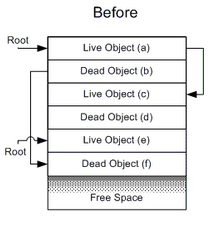 Before
Root
Live Object (a)
Dead Object (b)
Live Object (c)
Dead Object (d)
Live Object (e)
Root
Dead Object (f)
Free Space